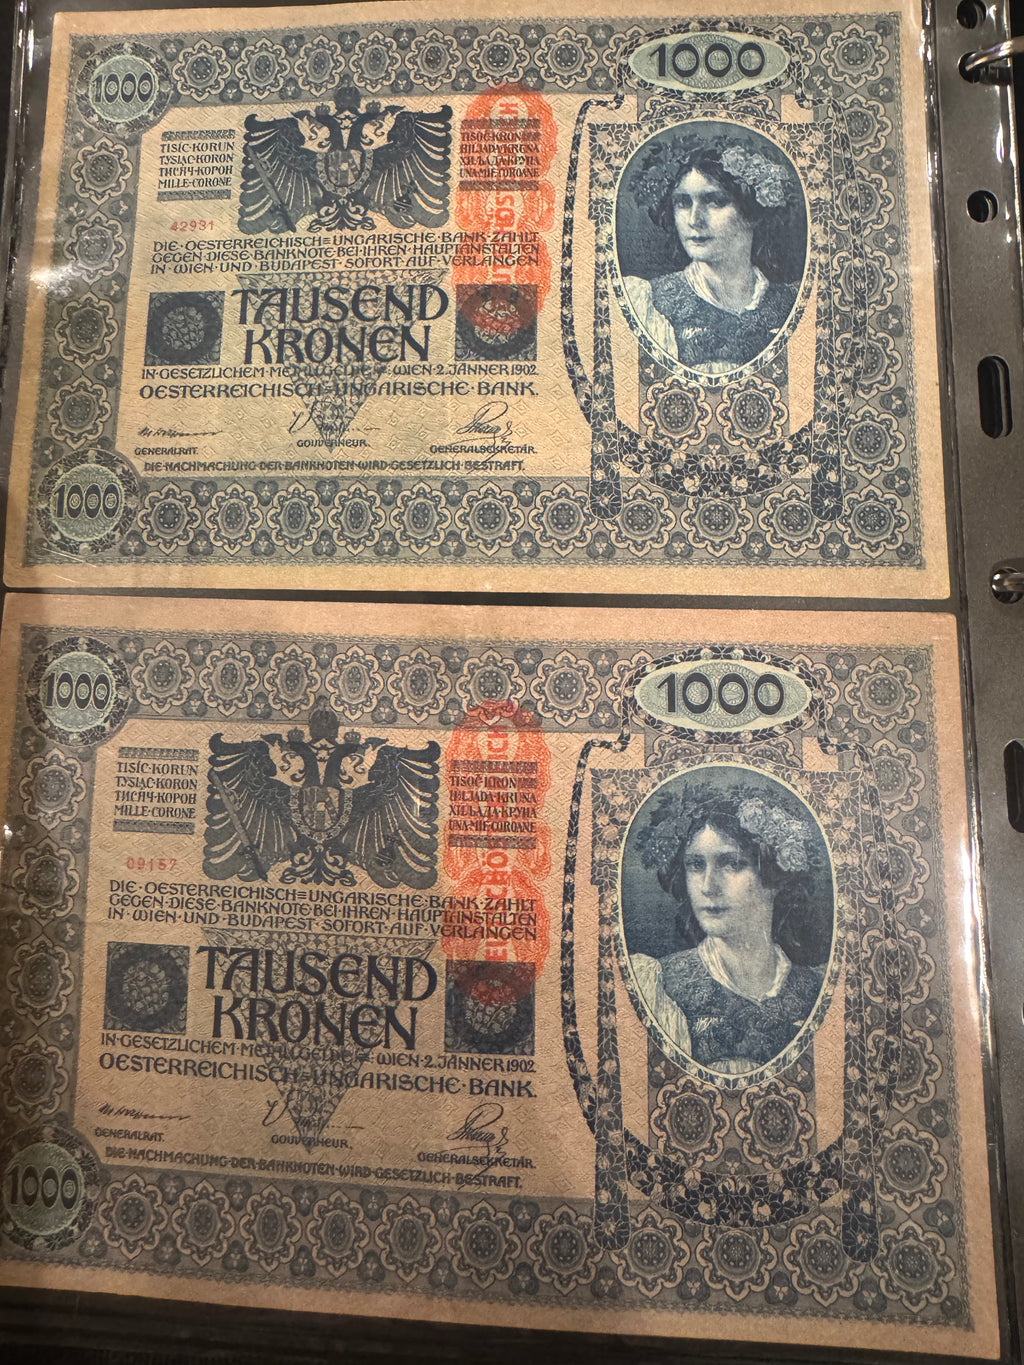 1000
1000
TISÍC·KORUN
TYSIĄC·KORON
ТИСЯЧ·КОРОН
MILLE·CORONE
TISOČ·KRON
HILJADA·KRUNA
ХИЉАДА·КРУНА
UNA·MIE·COROANE
42931
DIE·OESTERREICHISCH=UNGARISCHE·BANK·ZAHLT
GEGEN·DIESE·BANKNOTE·BEI·IHREN·HAUPTANSTALTEN
IN·WIEN·UND·BUDAPEST·SOFORT·AUF·VERLANGEN
TAUSEND
KRONEN
IN·GESETZLICHEM·METALLGELDE·WIEN·2.JÄNNER 1902.
OESTERREICHISCH=UNGARISCHE·BANK.
GENERALRAT.
GOUVERNEUR.
GENERALSEKRETÄR.
DIE·NACHMACHUNG·DER·BANKNOTEN·WIRD·GESETZLICH·BESTRAFT.
1000
1000
1000
TISÍC·KORUN
TYSIĄC·KORON
ТИСЯЧ·КОРОН
MILLE·CORONE
TISOČ·KRON
HILJADA·KRUNA
ХИЉАДА·КРУНА
UNA·MIE·COROANE
09157
DIE·OESTERREICHISCH=UNGARISCHE·BANK·ZAHLT
GEGEN·DIESE·BANKNOTE·BEI·IHREN·HAUPTANSTALTEN
IN·WIEN·UND·BUDAPEST·SOFORT·AUF·VERLANGEN
TAUSEND
KRONEN
IN·GESETZLICHEM·METALLGELDE·WIEN·2.JÄNNER 1902.
OESTERREICHISCH=UNGARISCHE·BANK.
GENERALRAT.
GOUVERNEUR.
GENERALSEKRETÄR.
DIE·NACHMACHUNG·DER·BANKNOTEN·WIRD·GESETZLICH·BESTRAFT.
1000